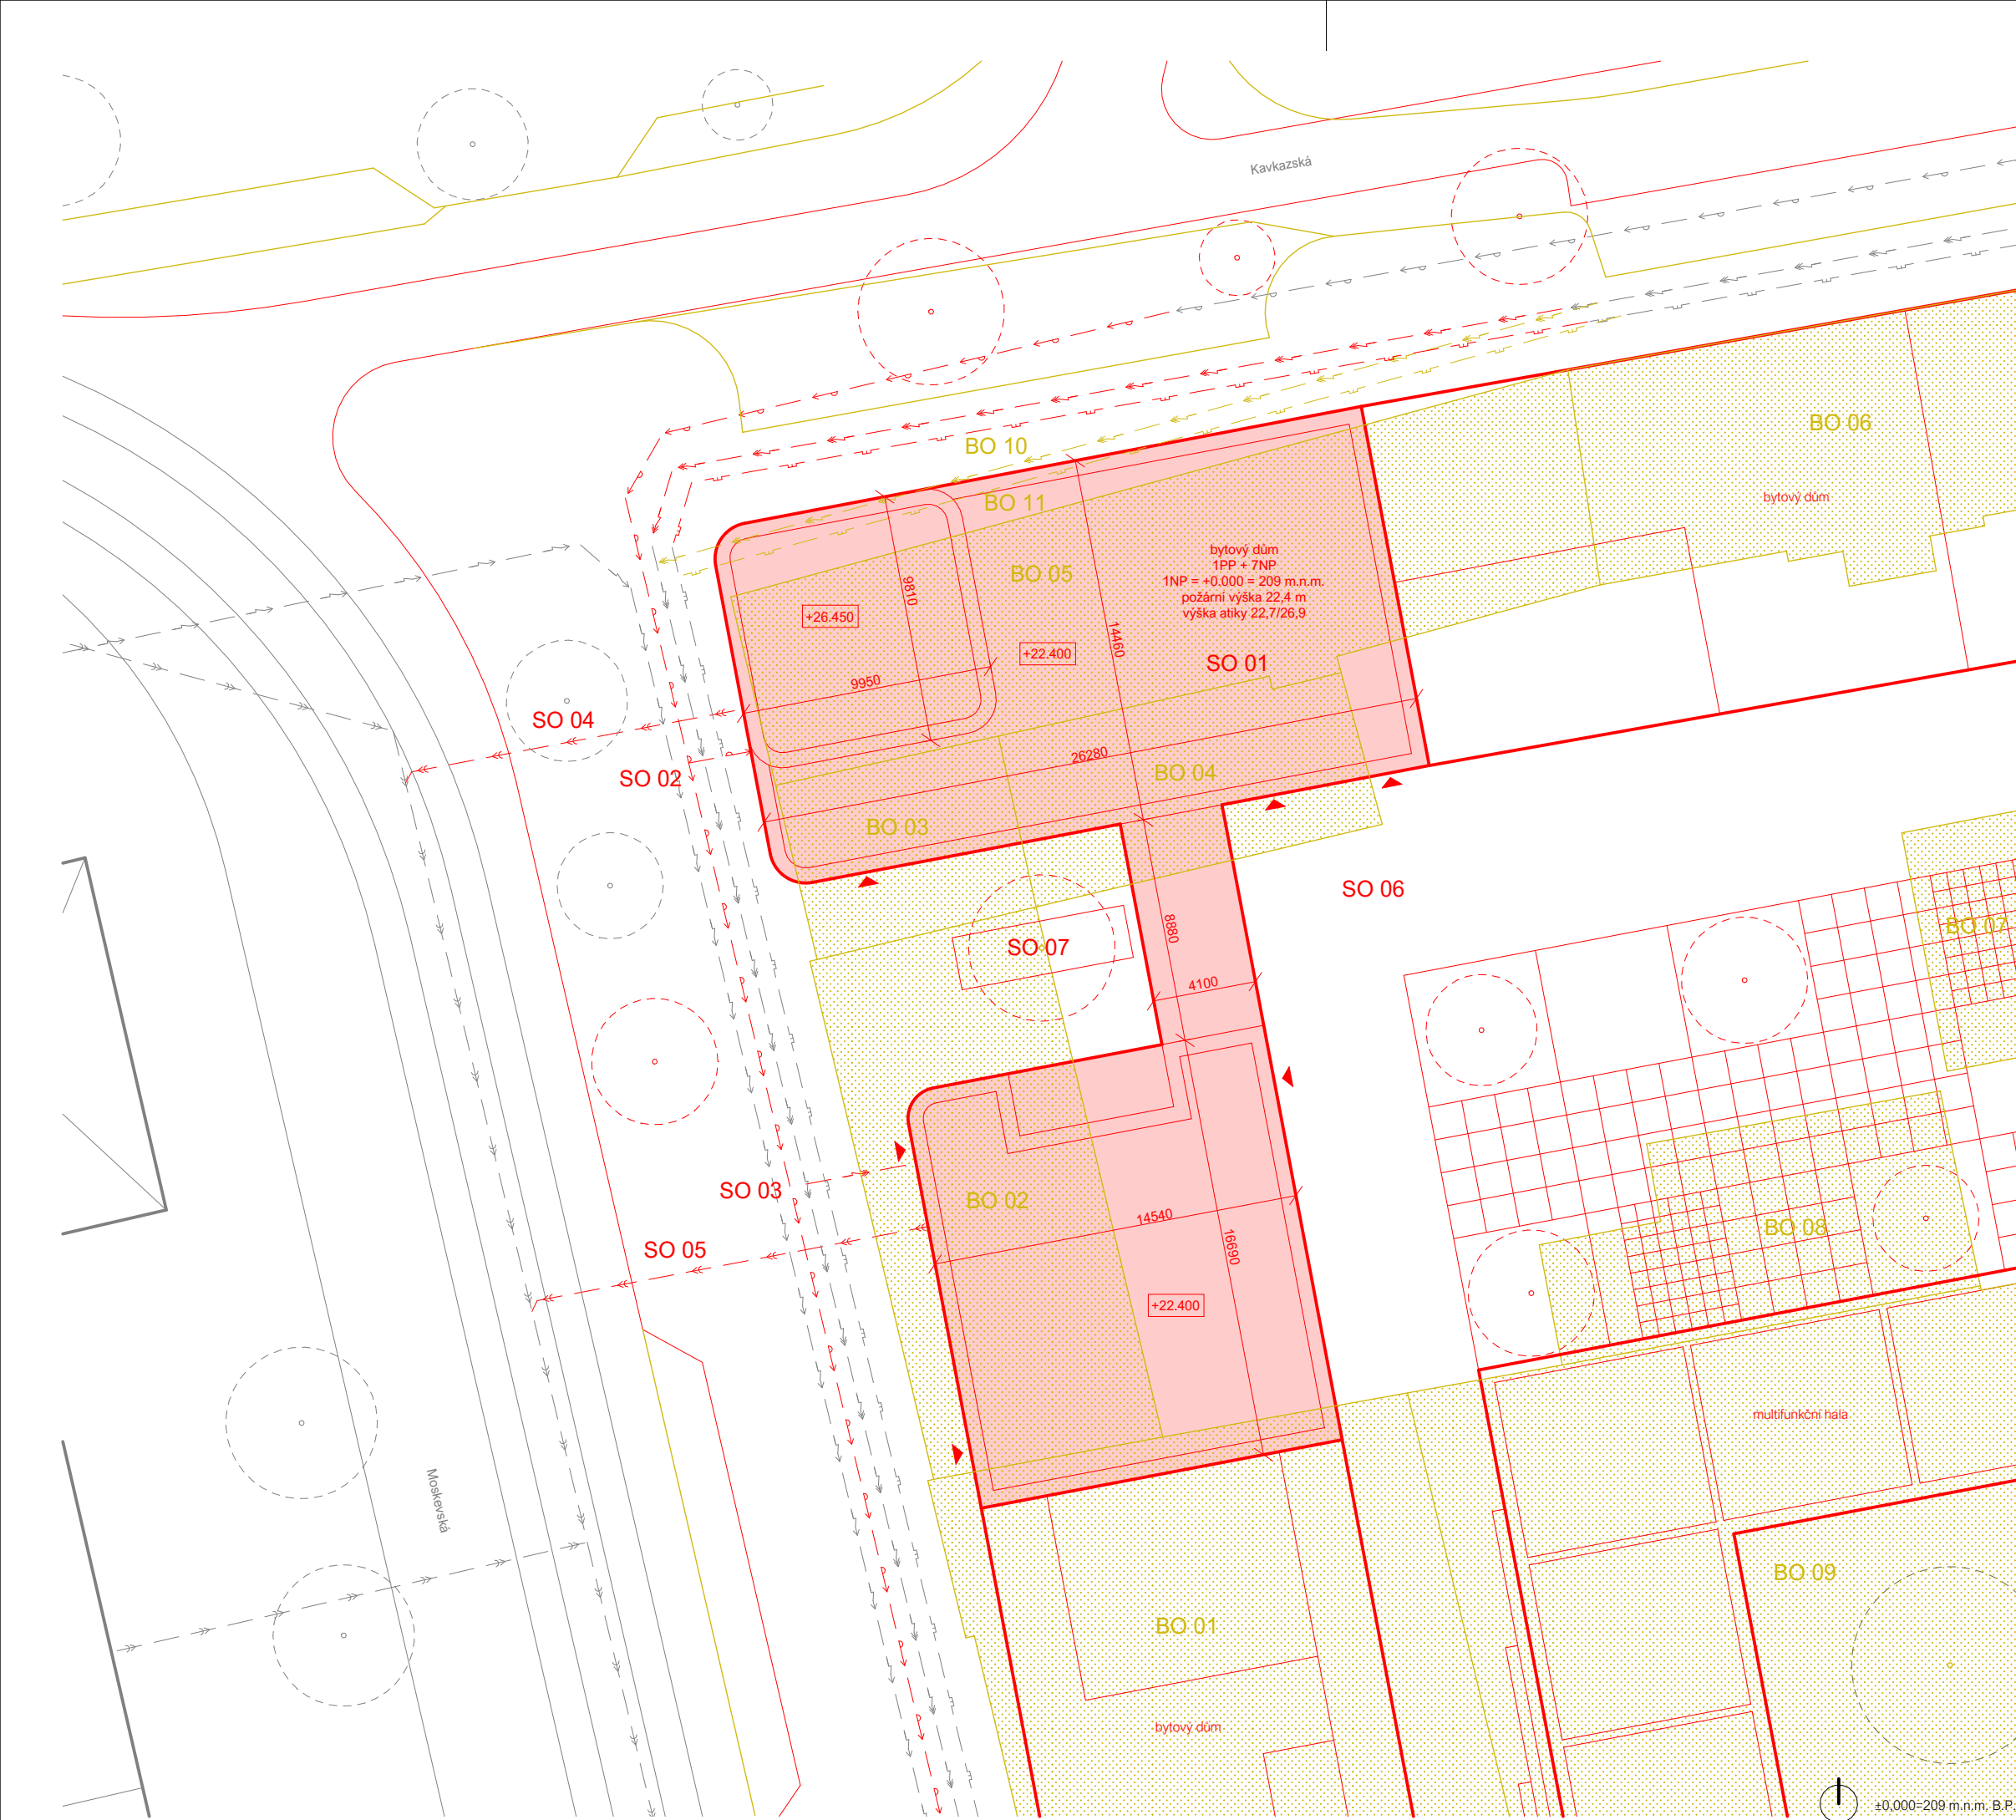 Kavkazská
BO 06
BO 10
bytový dům
BO 11
bytový dům
1PP + 7NP
1NP = +0.000 = 209 m.n.m.
požární výška 22,4 m
výška atiky 22,7/26,9
BO 05
9810
+26.450
14460
+22.400
SO 01
9950
SO 04
26280
BO 04
SO 02
BO 03
SO 06
8880
BO 07
SO 07
4100
SO 03
BO 02
14540
BO 08
16690
SO 05
+22.400
multifunkční hala
Moskevská
BO 09
BO 01
bytový dům
±0,000=209 m.n.m. B.P.